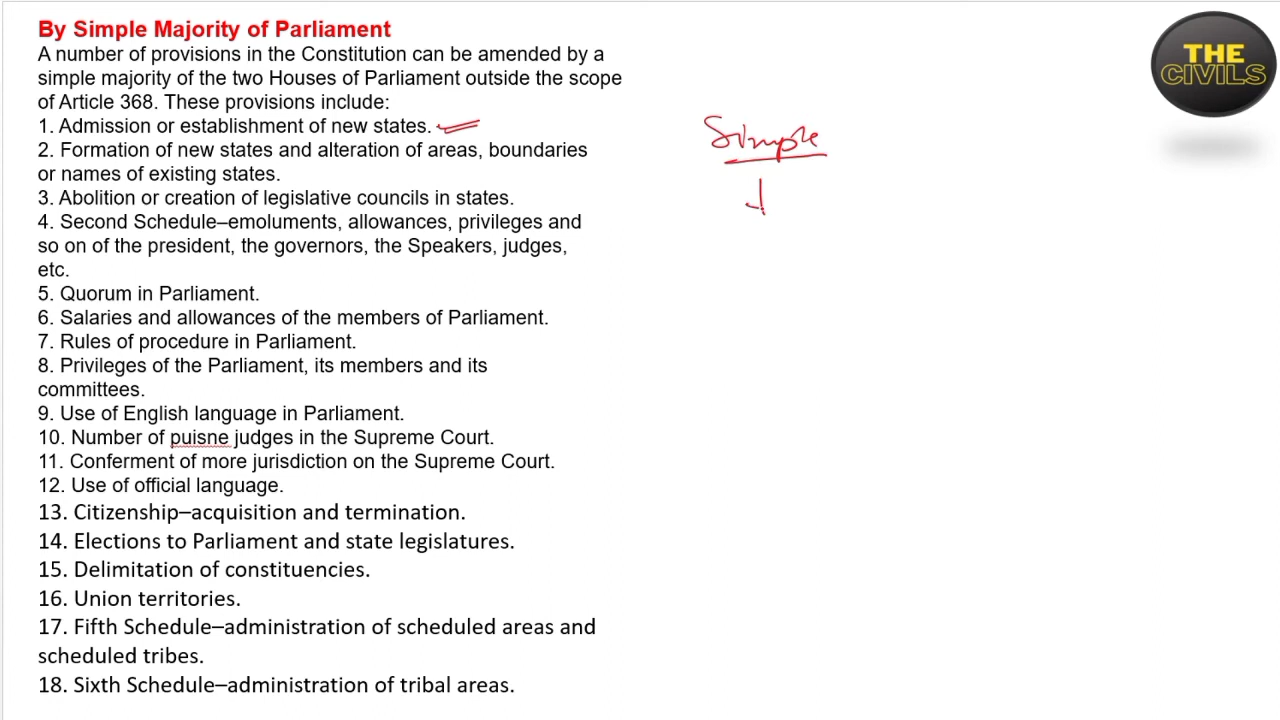 By Simple Majority of Parliament
A number of provisions in the Constitution can be amended by a
simple majority of the two Houses of Parliament outside the scope
of Article 368. These provisions include:
1. Admission or establishment of new states.
2. Formation of new states and alteration of areas, boundaries
or names of existing states.
3. Abolition or creation of legislative councils in states.
4. Second Schedule–emoluments, allowances, privileges and
so on of the president, the governors, the Speakers, judges,
etc.
5. Quorum in Parliament.
6. Salaries and allowances of the members of Parliament.
7. Rules of procedure in Parliament.
8. Privileges of the Parliament, its members and its
committees.
9. Use of English language in Parliament.
10. Number of puisne judges in the Supreme Court.
11. Conferment of more jurisdiction on the Supreme Court.
12. Use of official language.
13. Citizenship–acquisition and termination.
14. Elections to Parliament and state legislatures.
15. Delimitation of constituencies.
16. Union territories.
17. Fifth Schedule–administration of scheduled areas and
scheduled tribes.
18. Sixth Schedule–administration of tribal areas.
Simple
THE
CIVILS